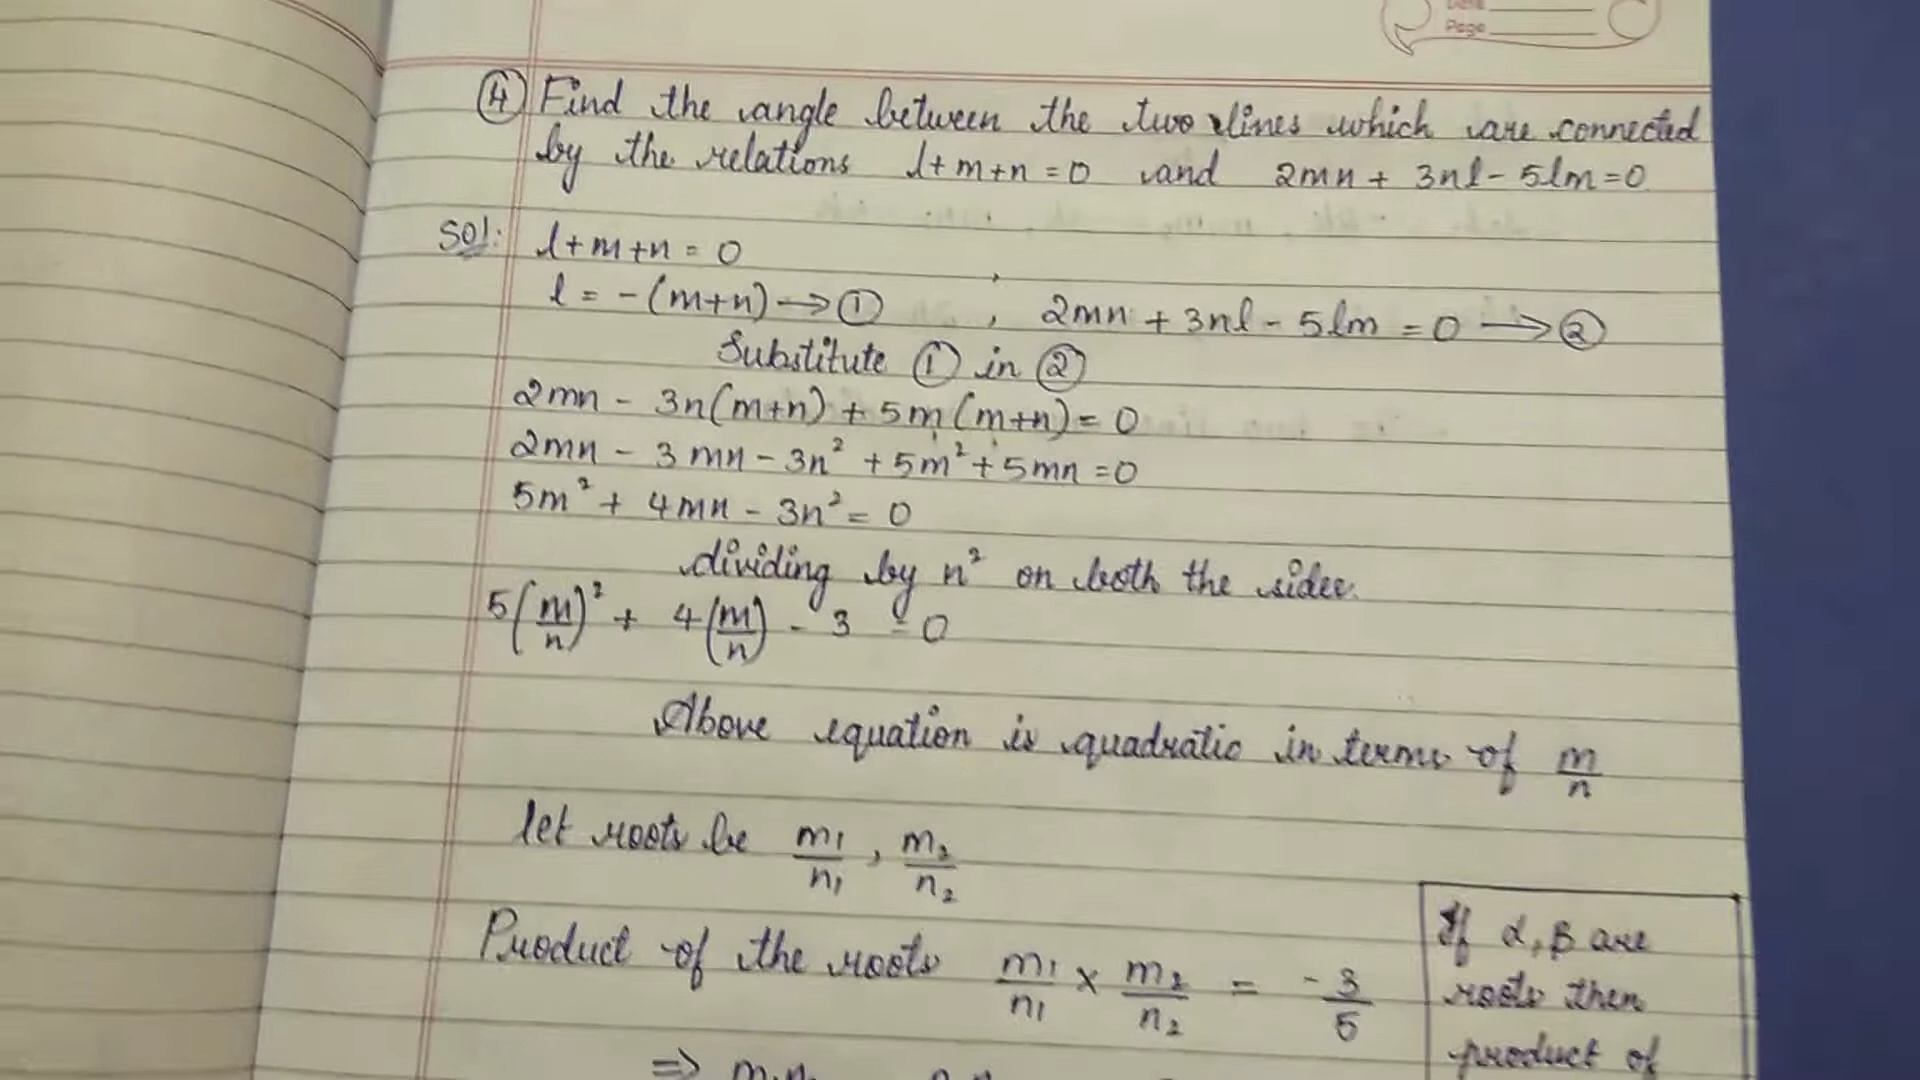 Date
Page
④ Find the angle between the two lines which are connected
by the relations l+m+n=0 and 2mn + 3nl - 5lm=0
Sol: l+m+n=0
l = -(m+n) → ① , 2mn + 3nl - 5lm = 0 → ②
Substitute ① in ②
2mn - 3n(m+n) + 5m(m+n)=0
2mn - 3mn - 3n² + 5m² + 5mn =0
5m² + 4mn - 3n² = 0
dividing by n² on both the sides.
5(m/n)² + 4(m/n) - 3 = 0
Above equation is quadratic in terms of m/n
let roots be m₁/n₁ , m₂/n₂
Product of the roots m₁/n₁ × m₂/n₂ = -3/5
If α, β are
roots then
product of
⇒